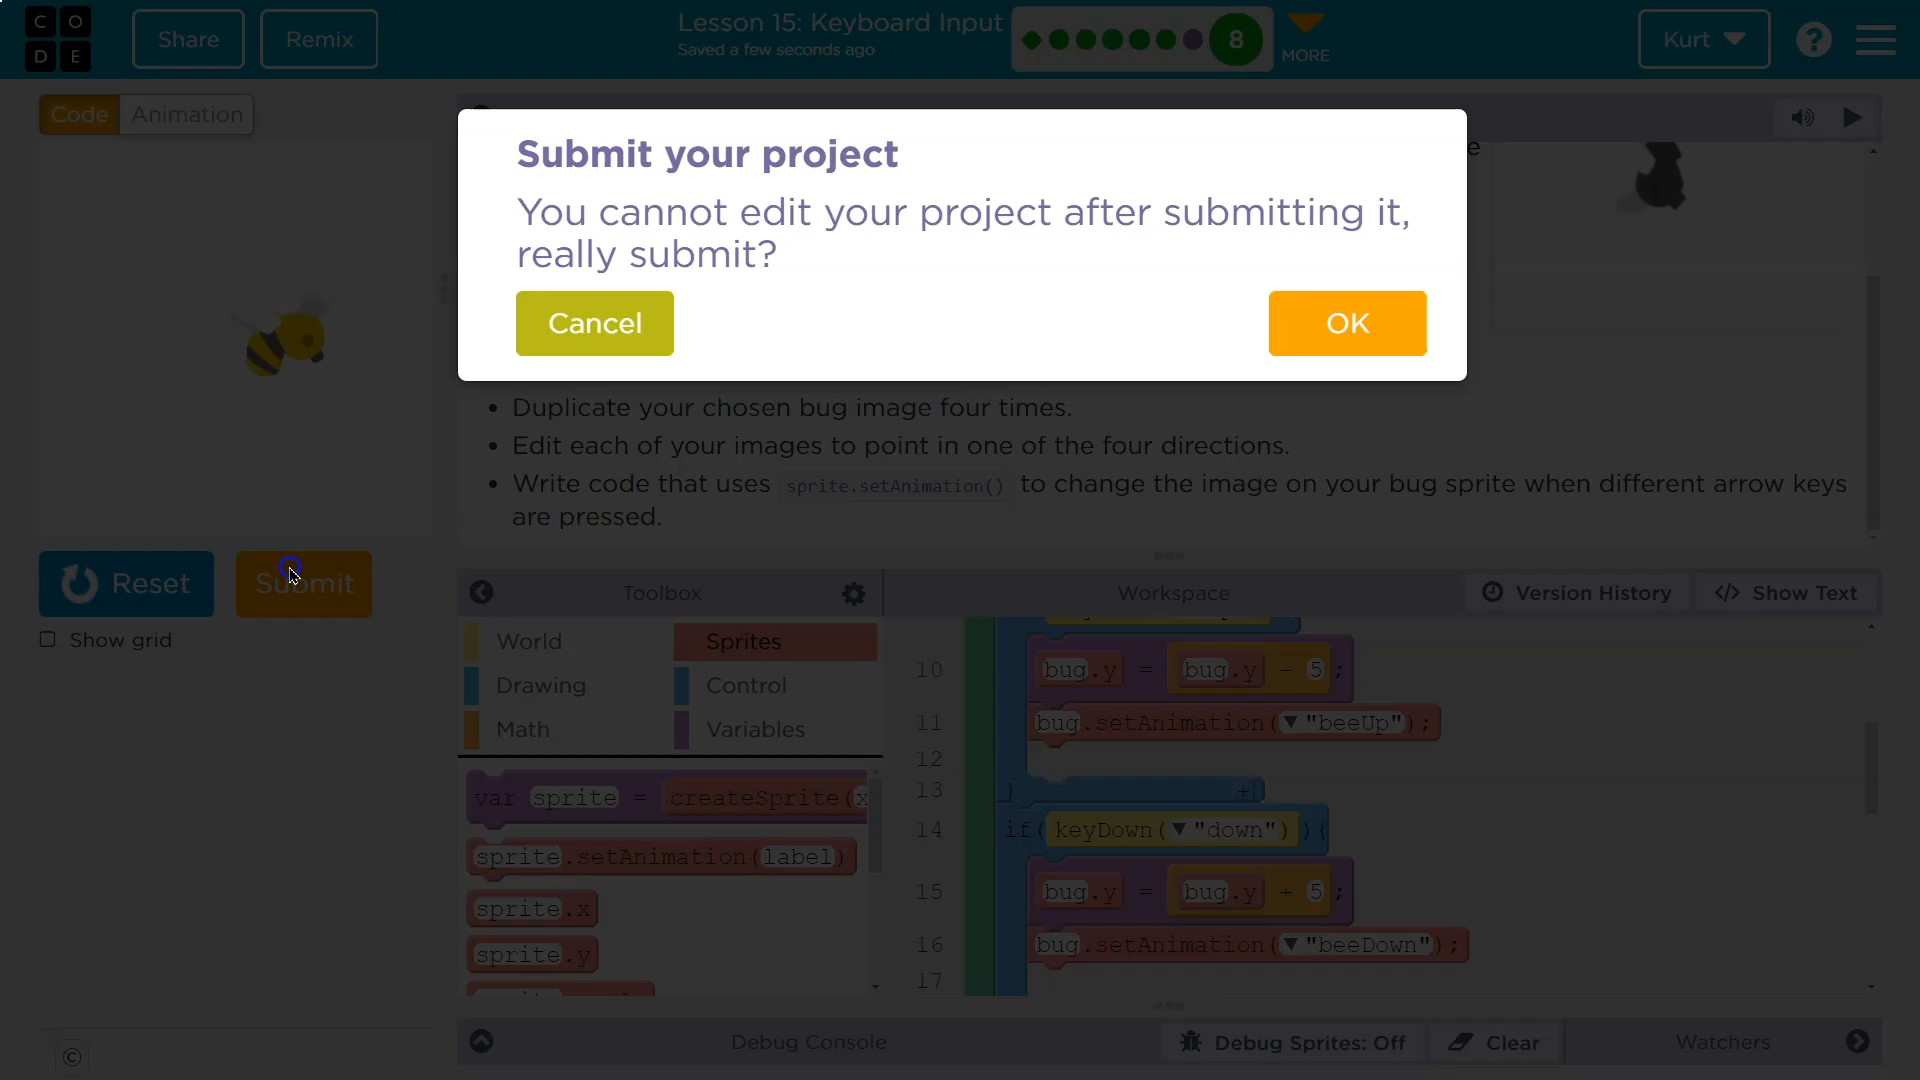 C O
D E
Share
Remix
Lesson 15: Keyboard Input
Saved a few seconds ago
8
MORE
Kurt
?
Code
Animation
Submit your project
You cannot edit your project after submitting it,
really submit?
Cancel
OK
e
• Duplicate your chosen bug image four times.
• Edit each of your images to point in one of the four directions.
• Write code that uses sprite.setAnimation() to change the image on your bug sprite when different arrow keys
are pressed.
Reset
Submit
Show grid
Toolbox
Workspace
Version History
</> Show Text
World
Sprites
Drawing
Control
Math
Variables
var sprite = createSprite(x
sprite.setAnimation(label)
sprite.x
sprite.y
10 bug.y = bug.y - 5;
11 bug.setAnimation(▼"beeUp");
12
13 } +
14 if(keyDown(▼"down")){
15 bug.y = bug.y + 5;
16 bug.setAnimation(▼"beeDown");
17
©
Debug Console
Debug Sprites: Off
Clear
Watchers